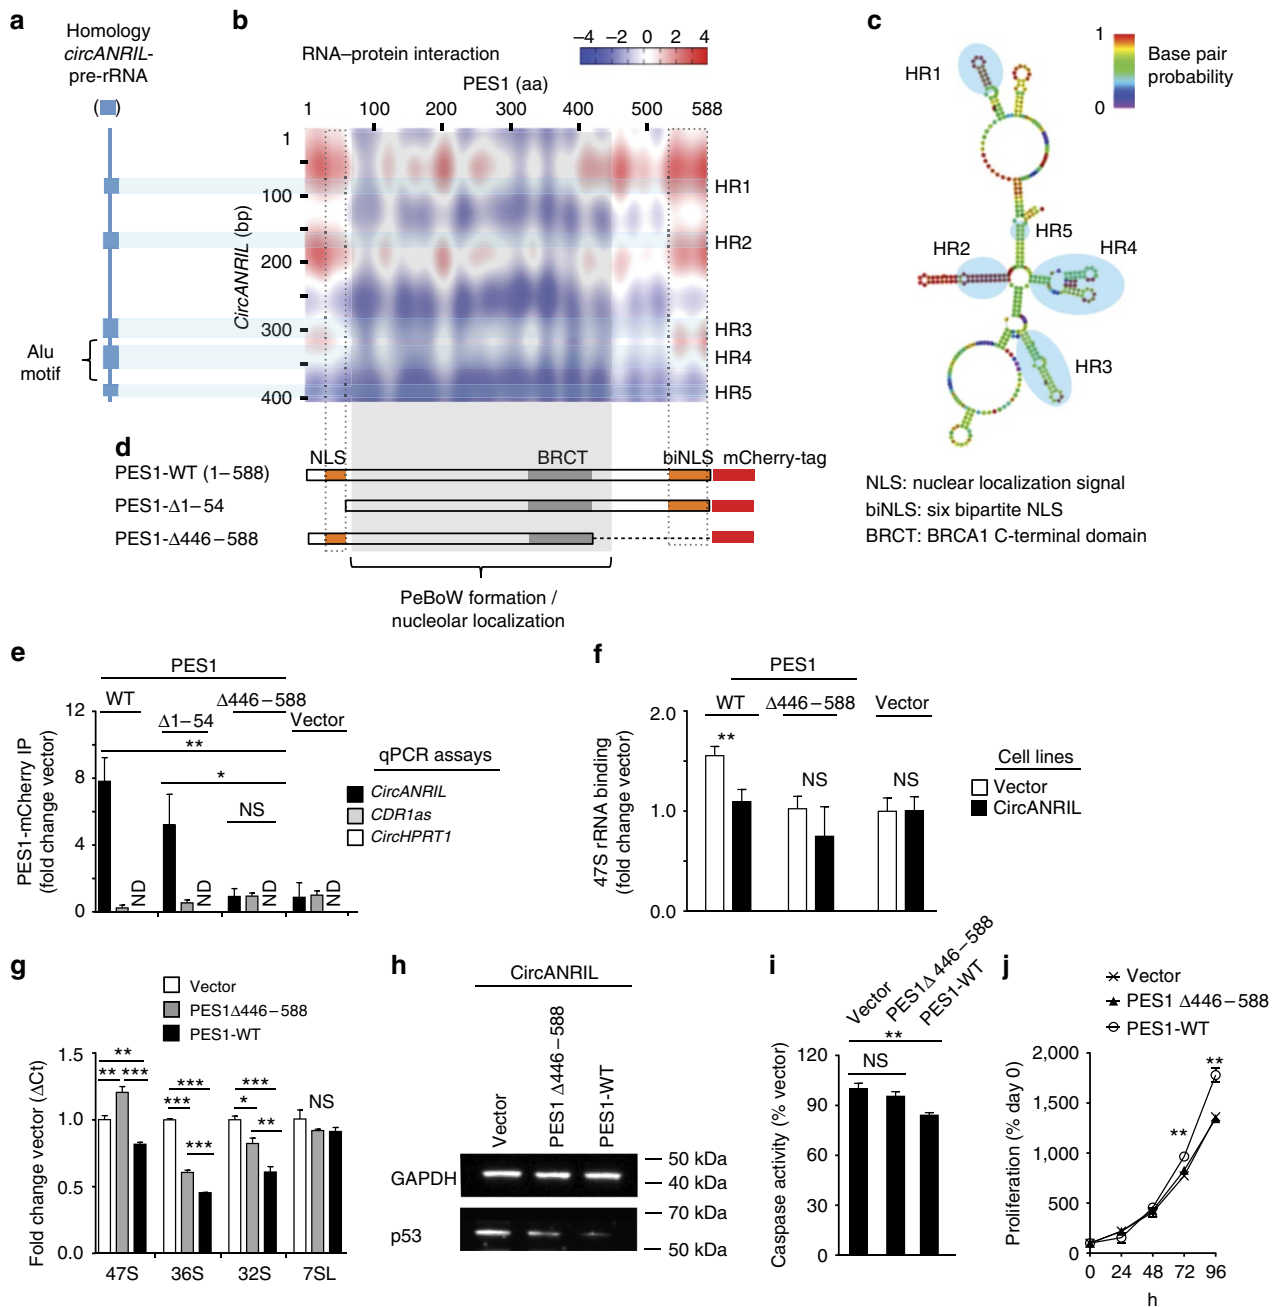 a
Homology
circANRIL-
pre-rRNA
( )
Alu
motif
b
RNA–protein interaction
−4 −2 0 2 4
PES1 (aa)
1 100 200 300 400 500 588
CircANRIL (bp)
1
100
200
300
400
HR1
HR2
HR3
HR4
HR5
c
1
0
Base pair
probability
HR1
HR5
HR2
HR4
HR3
NLS: nuclear localization signal
biNLS: six bipartite NLS
BRCT: BRCA1 C-terminal domain
d
NLS BRCT biNLS mCherry-tag
PES1-WT (1–588)
PES1-Δ1–54
PES1-Δ446–588
PeBoW formation /
nucleolar localization
e
PES1
WT
Δ1–54
Δ446–588
Vector
**
*
NS
PES1-mCherry IP
(fold change vector)
12
8
4
0
ND
ND
ND
ND
qPCR assays
CircANRIL
CDR1as
CircHPRT1
f
PES1
WT Δ446–588 Vector
47S rRNA binding
(fold change vector)
2.0
1.0
0.0
**
NS
NS
Cell lines
Vector
CircANRIL
g
Vector
PES1Δ446–588
PES1-WT
Fold change vector (ΔCt)
1.5
1.0
0.5
0.0
**
** ***
***
***
***
***
*
**
NS
47S 36S 32S 7SL
h
CircANRIL
Vector
PES1 Δ446–588
PES1-WT
GAPDH
p53
50 kDa
40 kDa
70 kDa
50 kDa
i
Vector
PES1Δ 446–588
PES1-WT
**
NS
Caspase activity (% vector)
120
90
60
30
0
j
Vector
PES1 Δ446–588
PES1-WT
Proliferation (% day 0)
2,000
1,500
1,000
500
0
**
**
0 24 48 72 96
h